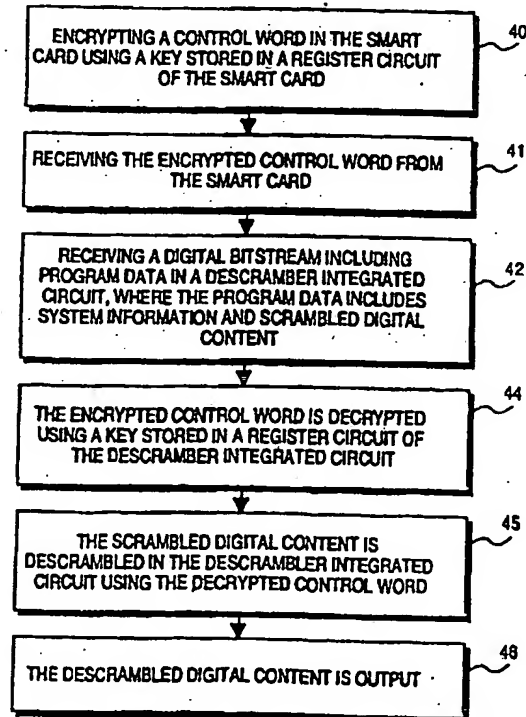 ENCRYPTING A CONTROL WORD IN THE SMART
CARD USING A KEY STORED IN A REGISTER CIRCUIT
OF THE SMART CARD
40
RECEIVING THE ENCRYPTED CONTROL WORD FROM
THE SMART CARD
41
RECEIVING A DIGITAL BITSTREAM INCLUDING
PROGRAM DATA IN A DESCRAMBER INTEGRATED
CIRCUIT, WHERE THE PROGRAM DATA INCLUDES
SYSTEM INFORMATION AND SCRAMBLED DIGITAL
CONTENT
42
THE ENCRYPTED CONTROL WORD IS DECRYPTED
USING A KEY STORED IN A REGISTER CIRCUIT OF
THE DESCRAMBER INTEGRATED CIRCUIT
44
THE SCRAMBLED DIGITAL CONTENT IS
DESCRAMBLED IN THE DESCRAMBLER INTEGRATED
CIRCUIT USING THE DECRYPTED CONTROL WORD
45
THE DESCRAMBLED DIGITAL CONTENT IS OUTPUT
48